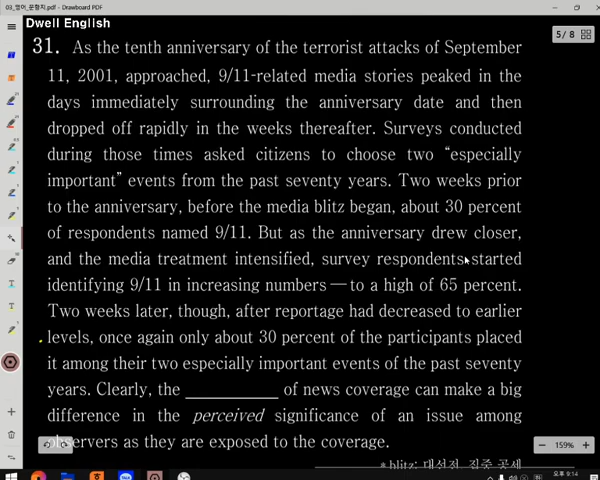 03_영어_문항지.pdf - Drawboard PDF
Dwell English
5 / 8
31. As the tenth anniversary of the terrorist attacks of September
11, 2001, approached, 9/11-related media stories peaked in the
days immediately surrounding the anniversary date and then
dropped off rapidly in the weeks thereafter. Surveys conducted
during those times asked citizens to choose two “especially
important” events from the past seventy years. Two weeks prior
to the anniversary, before the media blitz began, about 30 percent
of respondents named 9/11. But as the anniversary drew closer,
and the media treatment intensified, survey respondents started
identifying 9/11 in increasing numbers — to a high of 65 percent.
Two weeks later, though, after reportage had decreased to earlier
levels, once again only about 30 percent of the participants placed
it among their two especially important events of the past seventy
years. Clearly, the ____________ of news coverage can make a big
difference in the perceived significance of an issue among
observers as they are exposed to the coverage.
159%
* blitz: 대선전, 집중 공세
오후 9:14